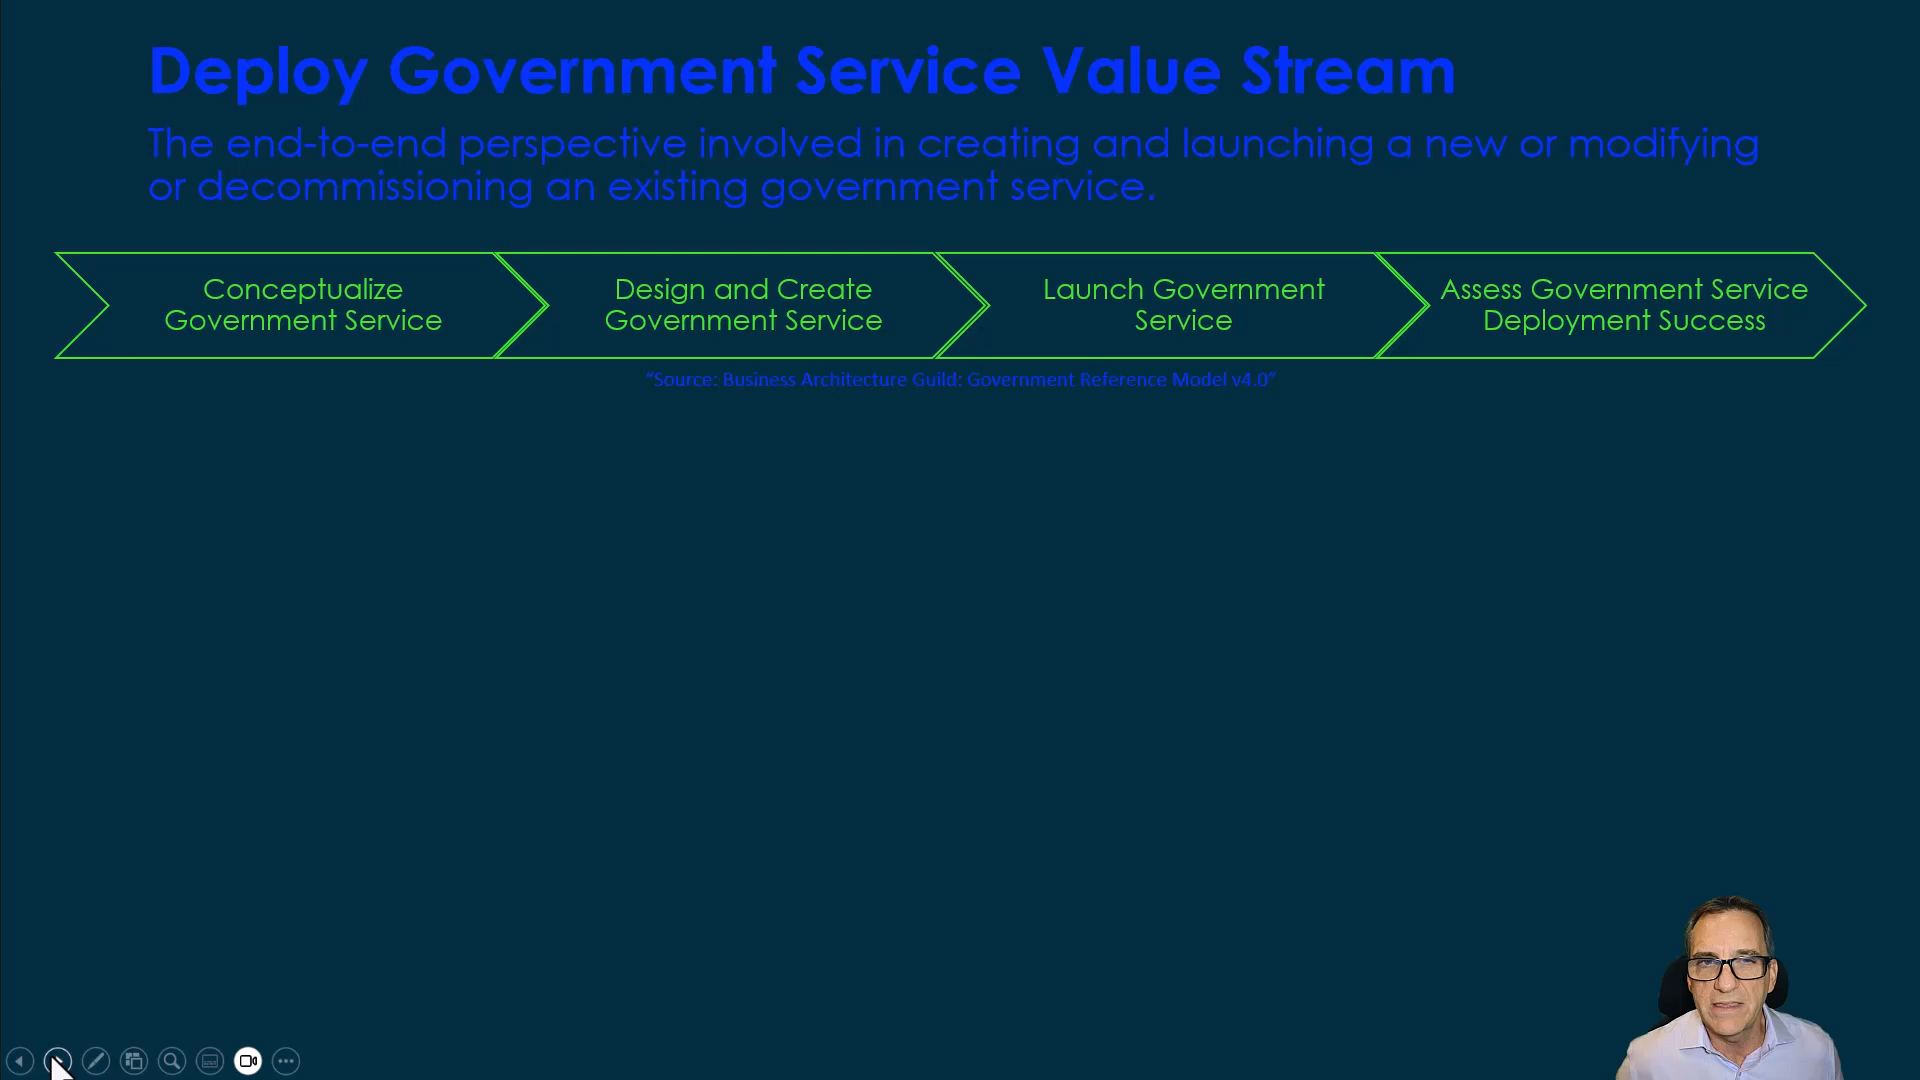 Deploy Government Service Value Stream
The end-to-end perspective involved in creating and launching a new or modifying
or decommissioning an existing government service.
Conceptualize
Government Service
Design and Create
Government Service
Launch Government
Service
Assess Government Service
Deployment Success
“Source: Business Architecture Guild: Government Reference Model v4.0”